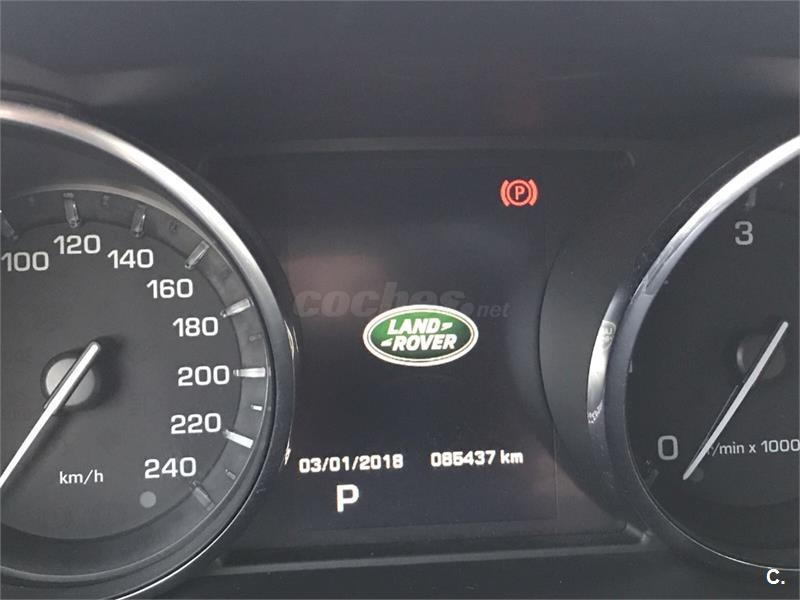 100 120 140 160 180 200 220 240
km/h
P
coches.net
LAND
ROVER
03/01/2018 085437 km
P
3
0
r/min x 1000
C.